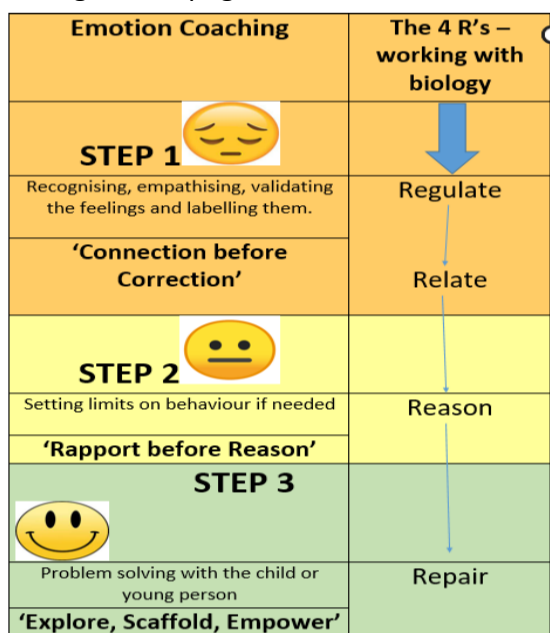 Emotion Coaching
The 4 R’s –
working with
biology
STEP 1
Recognising, empathising, validating
the feelings and labelling them.
Regulate
‘Connection before
Correction’
Relate
STEP 2
Setting limits on behaviour if needed
Reason
‘Rapport before Reason’
STEP 3
Problem solving with the child or
young person
Repair
‘Explore, Scaffold, Empower’